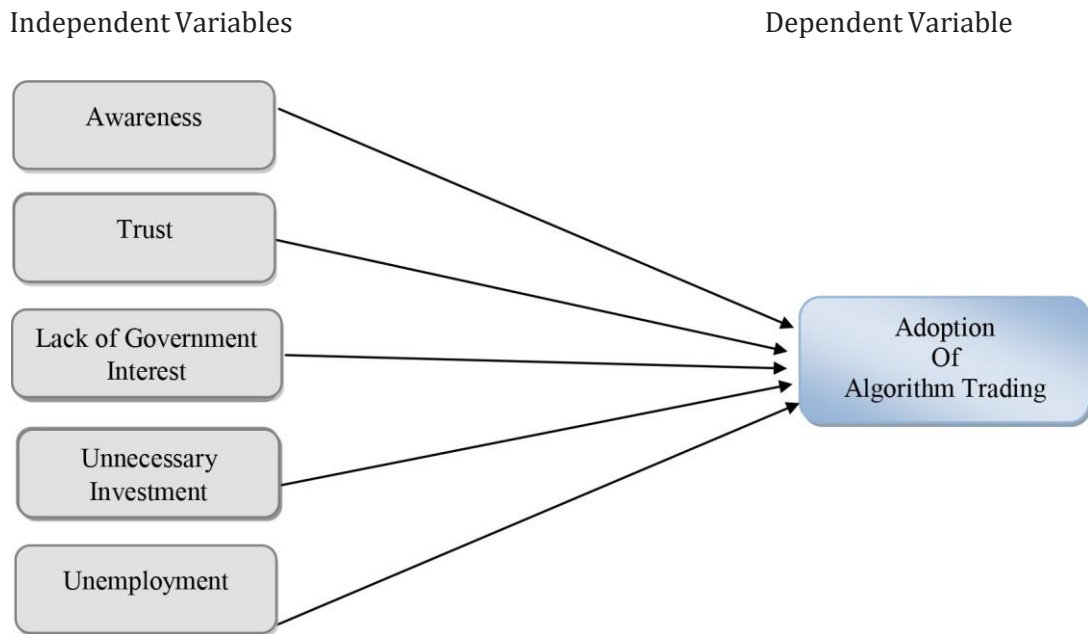 Independent Variables
Dependent Variable
Awareness
Trust
Lack of Government
Interest
Unnecessary
Investment
Unemployment
Adoption
Of
Algorithm Trading